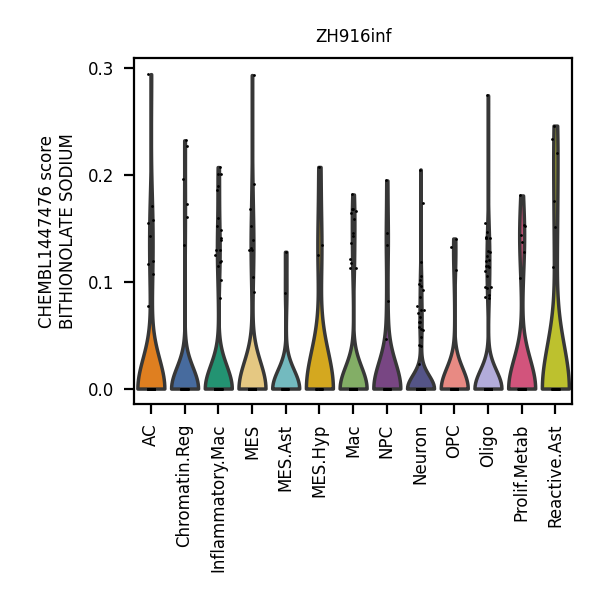 ZH916inf
CHEMBL1447476 score
BITHIONOLATE SODIUM
0.3
0.2
0.1
0.0
AC
Chromatin.Reg
Inflammatory.Mac
MES
MES.Ast
MES.Hyp
Mac
NPC
Neuron
OPC
Oligo
Prolif.Metab
Reactive.Ast